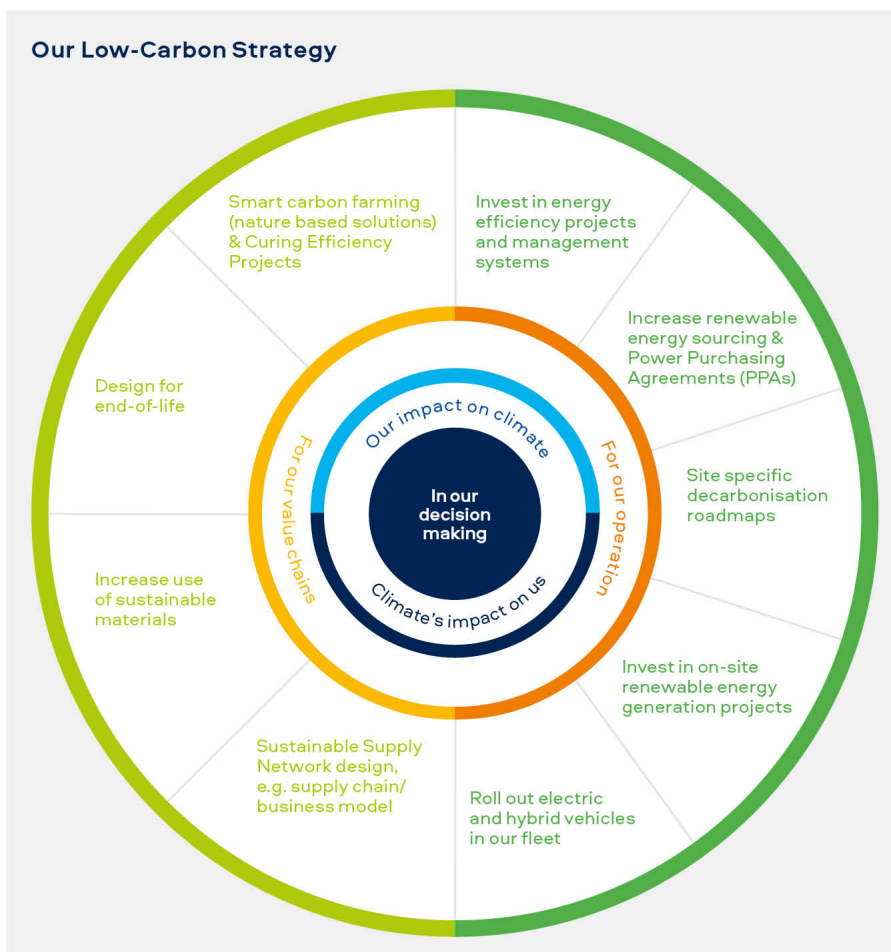 Our Low-Carbon Strategy
Smart carbon farming
(nature based solutions)
& Curing Efficiency
Projects
Invest in energy
efficiency projects
and management
systems
Increase renewable
energy sourcing &
Power Purchasing
Agreements (PPAs)
Design for
end-of-life
Our impact on climate
For our value chains
In our
decision
making
For our operation
Climate's impact on us
Site specific
decarbonisation
roadmaps
Increase use
of sustainable
materials
Invest in on-site
renewable energy
generation projects
Sustainable Supply
Network design,
e.g. supply chain/
business model
Roll out electric
and hybrid vehicles
in our fleet